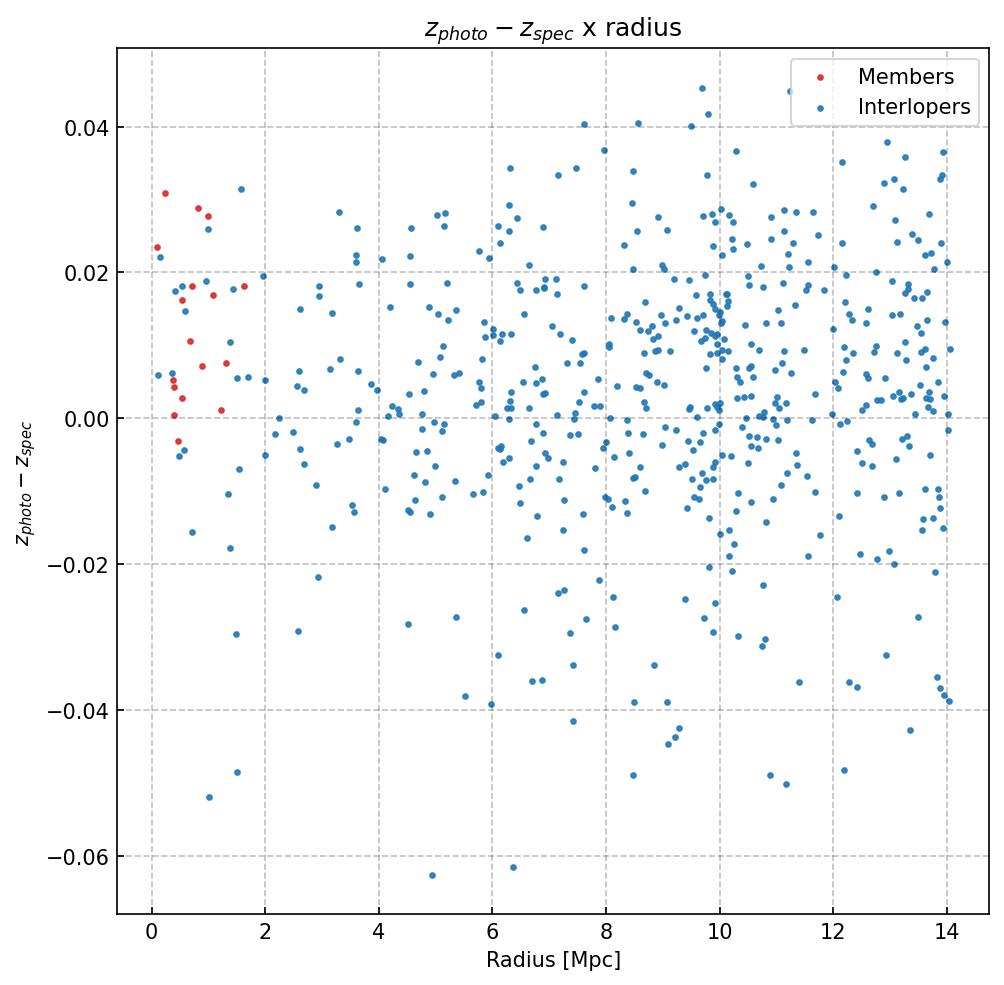 z_photo − z_spec x radius
Members
Interlopers
z_photo − z_spec
0.04
0.02
0.00
−0.02
−0.04
−0.06
0 2 4 6 8 10 12 14
Radius [Mpc]